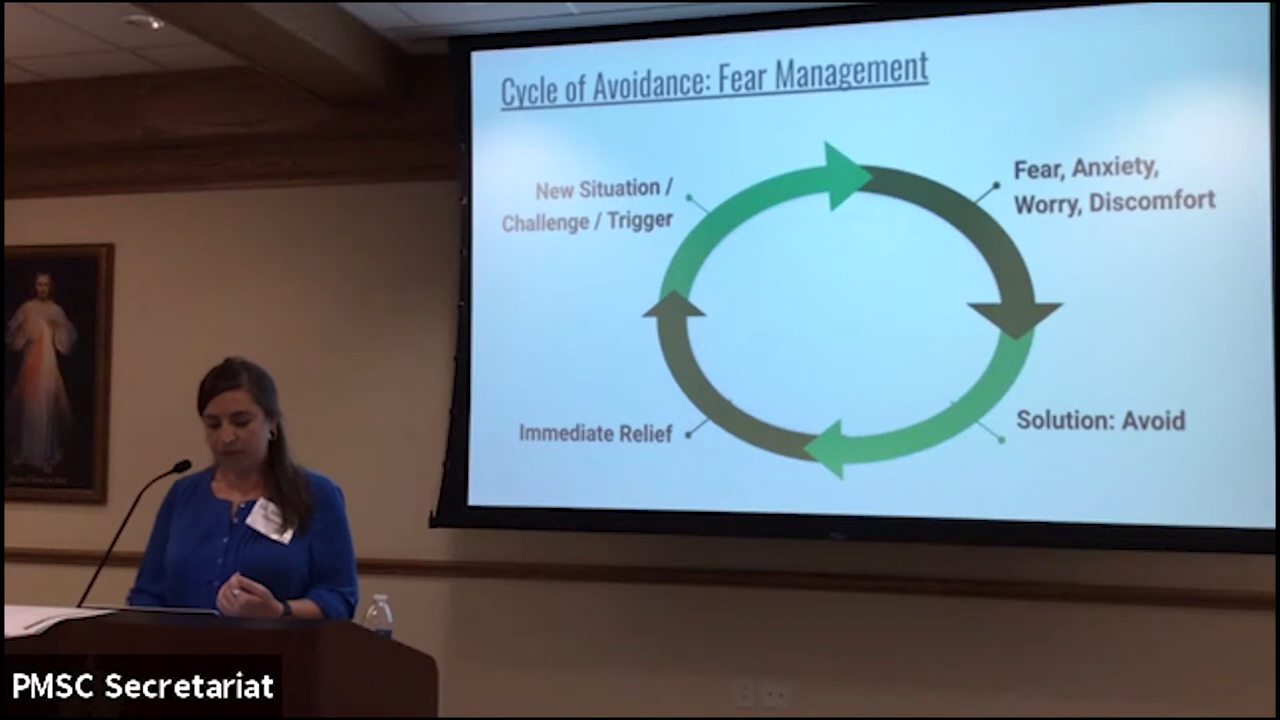 Cycle of Avoidance: Fear Management
New Situation /
Challenge / Trigger
Fear, Anxiety,
Worry, Discomfort
Immediate Relief
Solution: Avoid
PMSC Secretariat